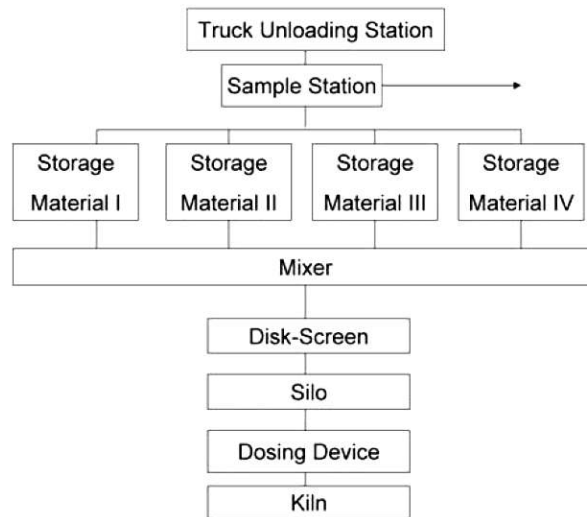 Truck Unloading Station
Sample Station
Storage
Material I
Storage
Material II
Storage
Material III
Storage
Material IV
Mixer
Disk-Screen
Silo
Dosing Device
Kiln